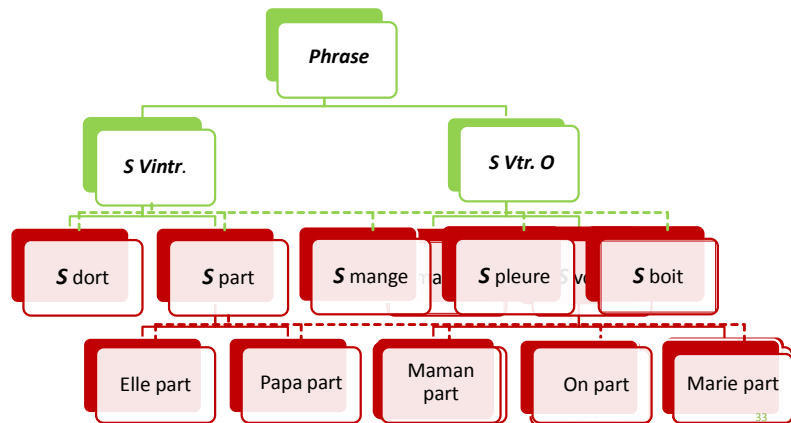 Phrase
S Vintr.
S Vtr. O
S dort
S part
S mange
S pleure
S boit
Elle part
Papa part
Maman
part
On part
Marie part
33